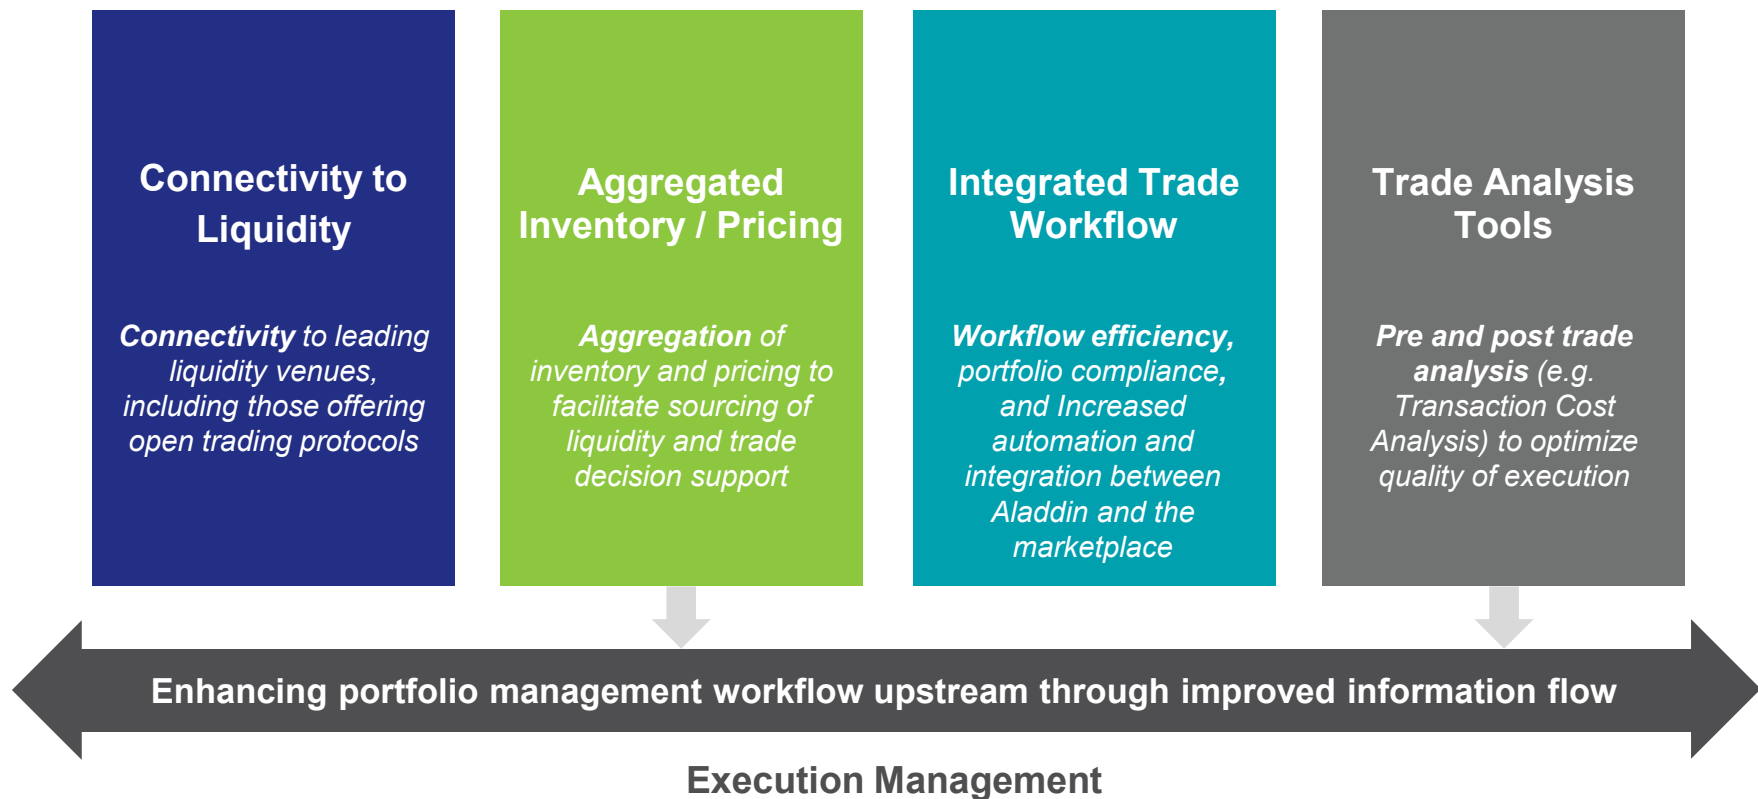 Connectivity to
Liquidity
Connectivity to leading
liquidity venues,
including those offering
open trading protocols
Aggregated
Inventory / Pricing
Aggregation of
inventory and pricing to
facilitate sourcing of
liquidity and trade
decision support
Integrated Trade
Workflow
Workflow efficiency,
portfolio compliance,
and Increased
automation and
integration between
Aladdin and the
marketplace
Trade Analysis
Tools
Pre and post trade
analysis (e.g.
Transaction Cost
Analysis) to optimize
quality of execution
Enhancing portfolio management workflow upstream through improved information flow
Execution Management